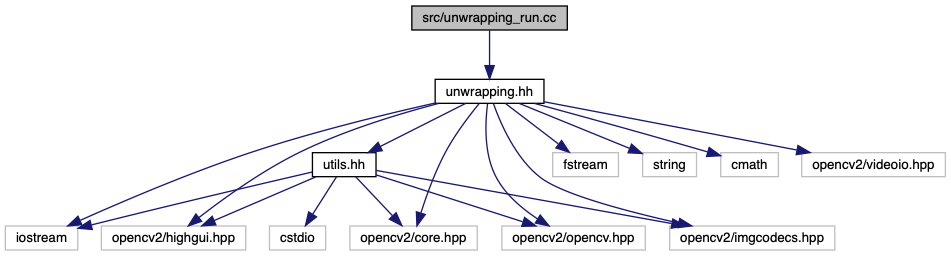 src/unwrapping_run.cc
unwrapping.hh
utils.hh
fstream
string
cmath
opencv2/videoio.hpp
iostream
opencv2/highgui.hpp
cstdio
opencv2/core.hpp
opencv2/opencv.hpp
opencv2/imgcodecs.hpp